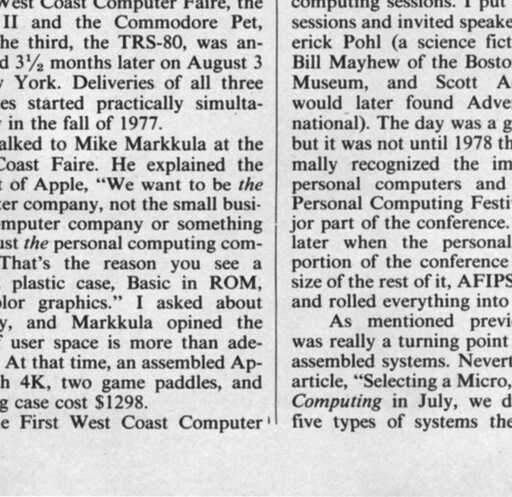 West Coast Computer Faire, the
II and the Commodore Pet,
he third, the TRS-80, was an-
d 3½ months later on August 3
York. Deliveries of all three
es started practically simulta-
in the fall of 1977.
alked to Mike Markkula at the
Coast Faire. He explained the
t of Apple, “We want to be the
ter company, not the small busi-
omputer company or something
ust the personal computing com-
That’s the reason you see a
plastic case, Basic in ROM,
olor graphics.” I asked about
y, and Markkula opined the
f user space is more than ade-
At that time, an assembled Ap-
h 4K, two game paddles, and
g case cost $1298.
e First West Coast Computer
computing sessions. I put
sessions and invited speake
erick Pohl (a science fict
Bill Mayhew of the Bosto
Museum, and Scott A
would later found Adve
national). The day was a g
but it was not until 1978 th
mally recognized the im
personal computers and
Personal Computing Festi
jor part of the conference.
later when the personal
portion of the conference
size of the rest of it, AFIPS
and rolled everything into
As mentioned previ
was really a turning point
assembled systems. Nevert
article, “Selecting a Micro,
Computing in July, we d
five types of systems the